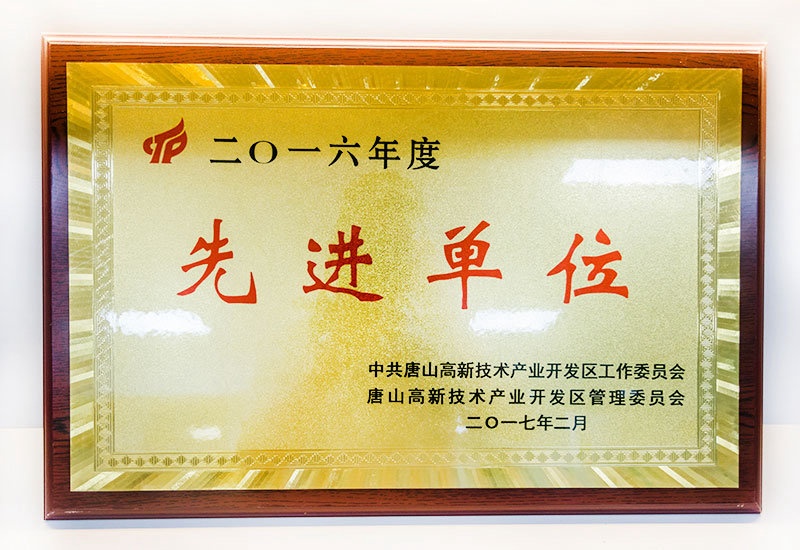 二〇一六年度
先进单位
中共唐山高新技术产业开发区工作委员会
唐山高新技术产业开发区管理委员会
二〇一七年二月